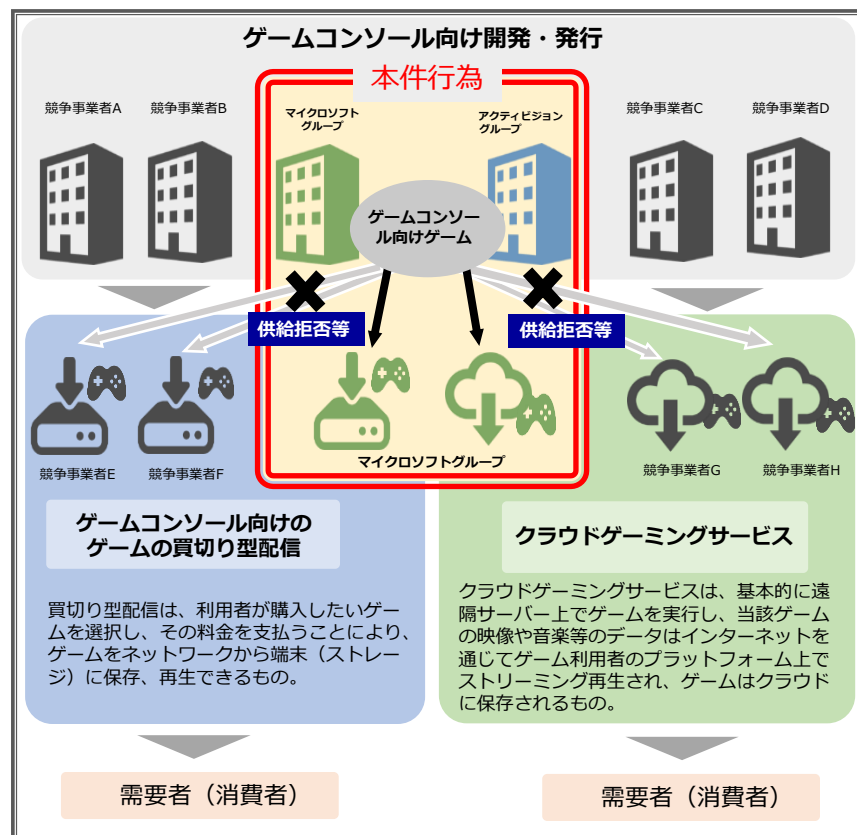 ゲームコンソール向け開発・発行
本件行為
競争事業者A
競争事業者B
マイクロソフト
グループ
アクティビジョン
グループ
競争事業者C
競争事業者D
ゲームコンソー
ル向けゲーム
供給拒否等
供給拒否等
競争事業者E
競争事業者F
マイクロソフトグループ
競争事業者G
競争事業者H
ゲームコンソール向けの
ゲームの買切り型配信
買切り型配信は、利用者が購入したいゲー
ムを選択し、その料金を支払うことにより、
ゲームをネットワークから端末（ストレー
ジ）に保存、再生できるもの。
クラウドゲーミングサービス
クラウドゲーミングサービスは、基本的に遠
隔サーバー上でゲームを実行し、当該ゲーム
の映像や音楽等のデータはインターネットを
通じてゲーム利用者のプラットフォーム上で
ストリーミング再生され、ゲームはクラウド
に保存されるもの。
需要者（消費者）
需要者（消費者）